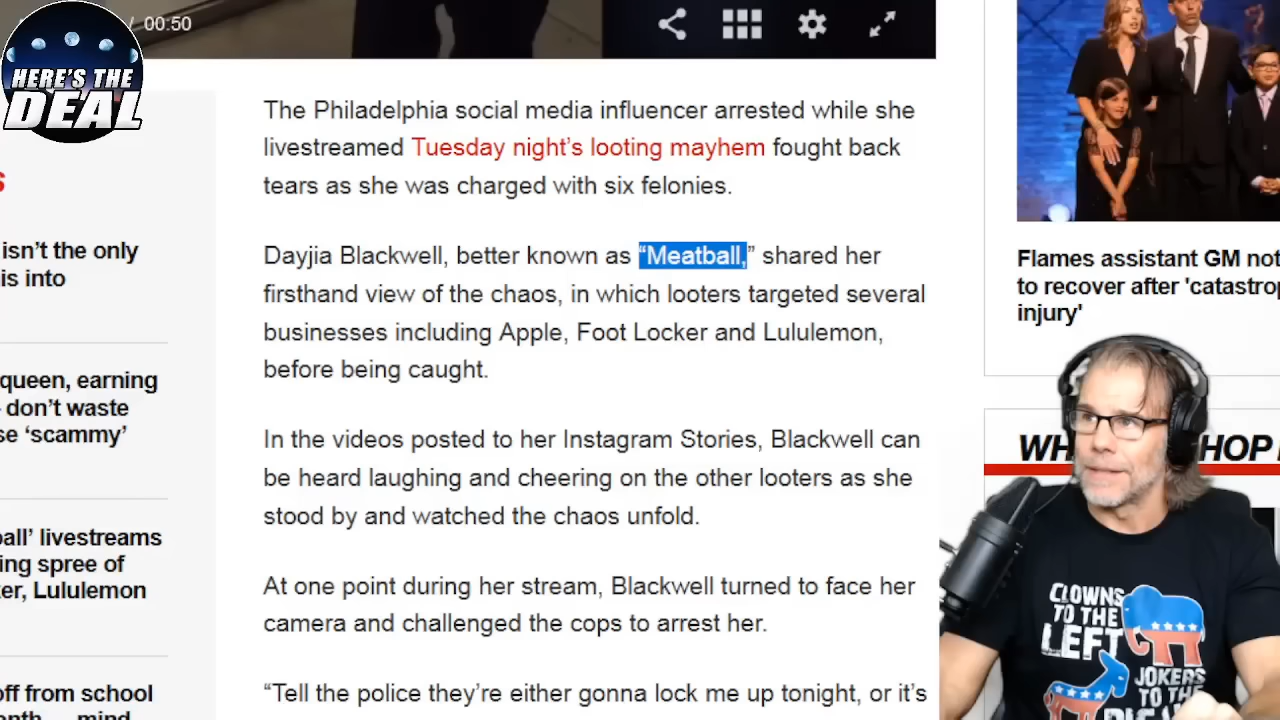 / 00:50
HERE'S THE
DEAL
The Philadelphia social media influencer arrested while she
livestreamed Tuesday night's looting mayhem fought back
tears as she was charged with six felonies.
Dayjia Blackwell, better known as “Meatball,” shared her
firsthand view of the chaos, in which looters targeted several
businesses including Apple, Foot Locker and Lululemon,
before being caught.
In the videos posted to her Instagram Stories, Blackwell can
be heard laughing and cheering on the other looters as she
stood by and watched the chaos unfold.
At one point during her stream, Blackwell turned to face her
camera and challenged the cops to arrest her.
“Tell the police they’re either gonna lock me up tonight, or it’s
isn’t the only
is into
queen, earning
don’t waste
se ‘scammy’
all’ livestreams
ing spree of
er, Lululemon
off from school
mind
Flames assistant GM not
to recover after 'catastrop
injury'
WH HOP
CLOWNS
TO THE
LEFT
JOKERS
TO THE